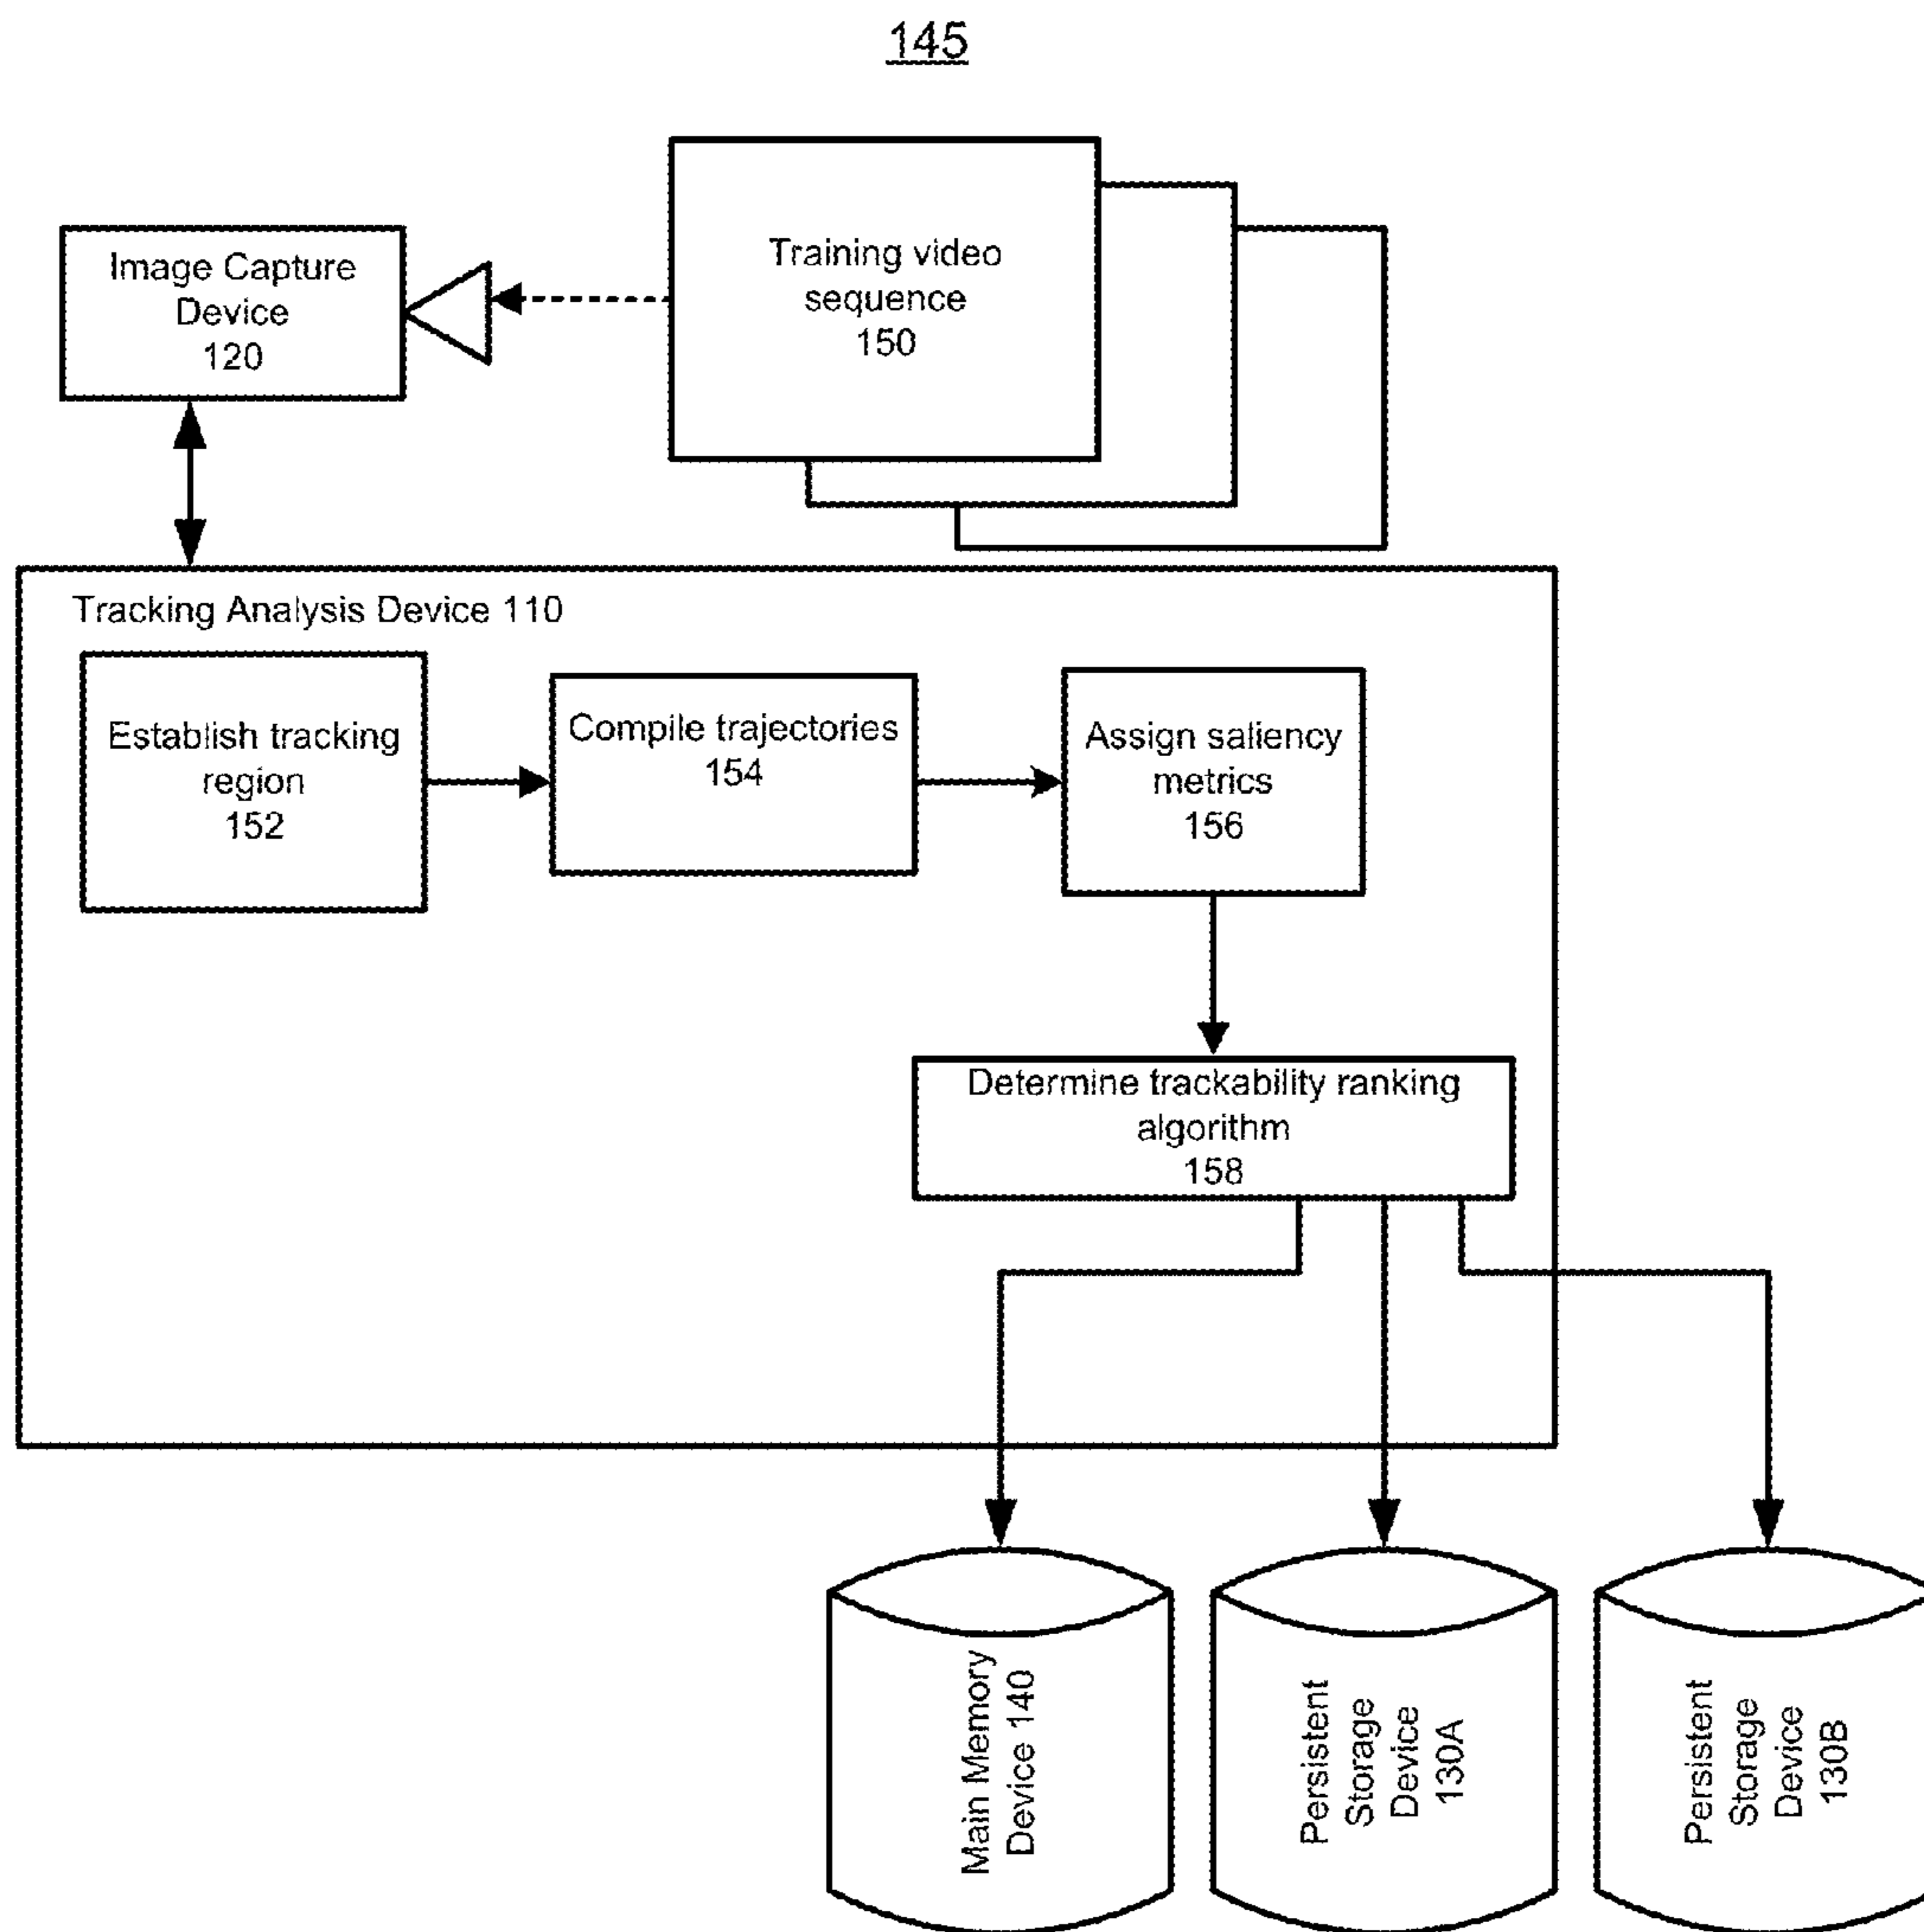 145
Image Capture
Device
120
Training video
sequence
150
Tracking Analysis Device 110
Establish tracking
region
152
Compile trajectories
154
Assign saliency
metrics
156
Determine trackability ranking
algorithm
158
Main Memory
Device 140
Persistent
Storage
Device
130A
Persistent
Storage
Device
130B